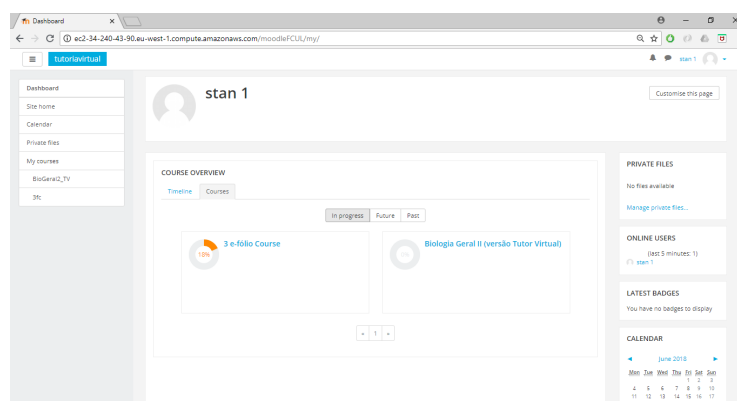 Dashboard
ec2-34-240-43-90.eu-west-1.compute.amazonaws.com/moodleFCUL/my/
tutoriavirtual
stan 1
Dashboard
Site home
Calendar
Private files
My courses
BioGeral2_TV
3fc
stan 1
Customise this page
COURSE OVERVIEW
Timeline Courses
In progress Future Past
18%
3 e-fólio Course
0%
Biologia Geral II (versão Tutor Virtual)
« 1 »
PRIVATE FILES
No files available
Manage private files...
ONLINE USERS
(last 5 minutes: 1)
stan 1
LATEST BADGES
You have no badges to display
CALENDAR
◄ June 2018 ►
Mon Tue Wed Thu Fri Sat Sun
1 2 3
4 5 6 7 8 9 10
11 12 13 14 15 16 17